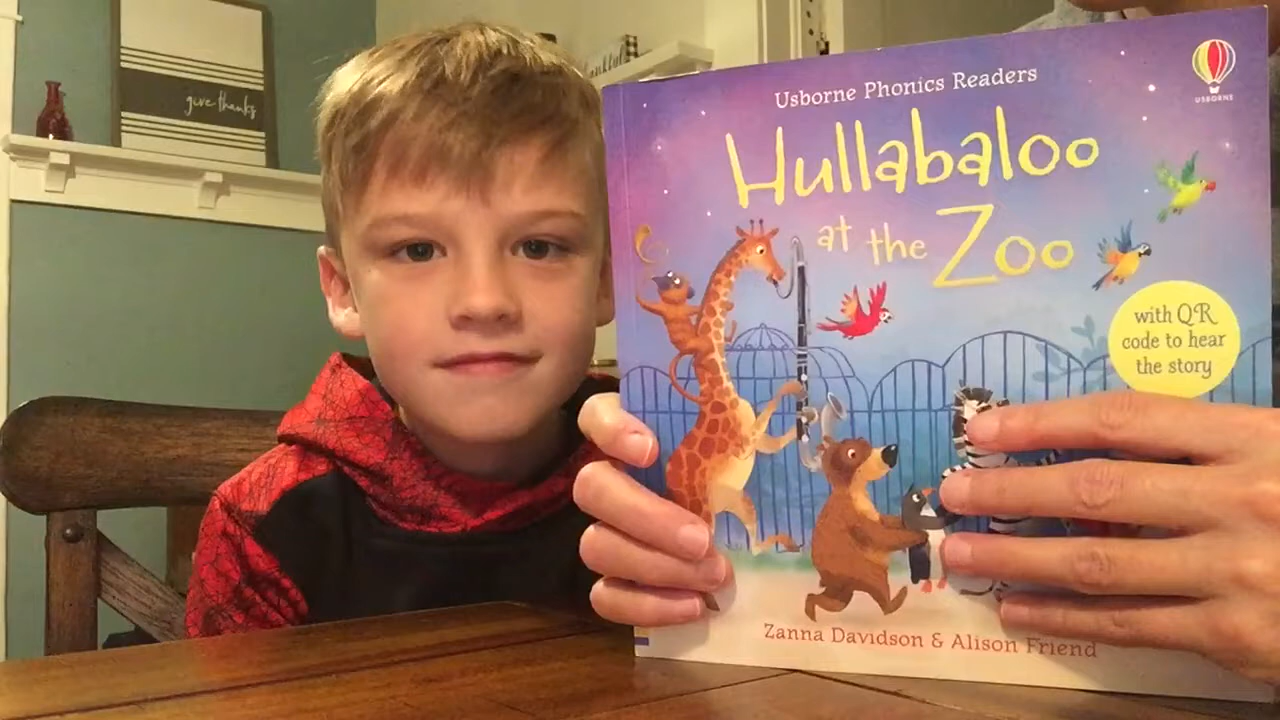 give thanks
thankful
Usborne Phonics Readers
USBORNE
Hullabaloo
at the Zoo
with QR
code to hear
the story
Zanna Davidson & Alison Friend